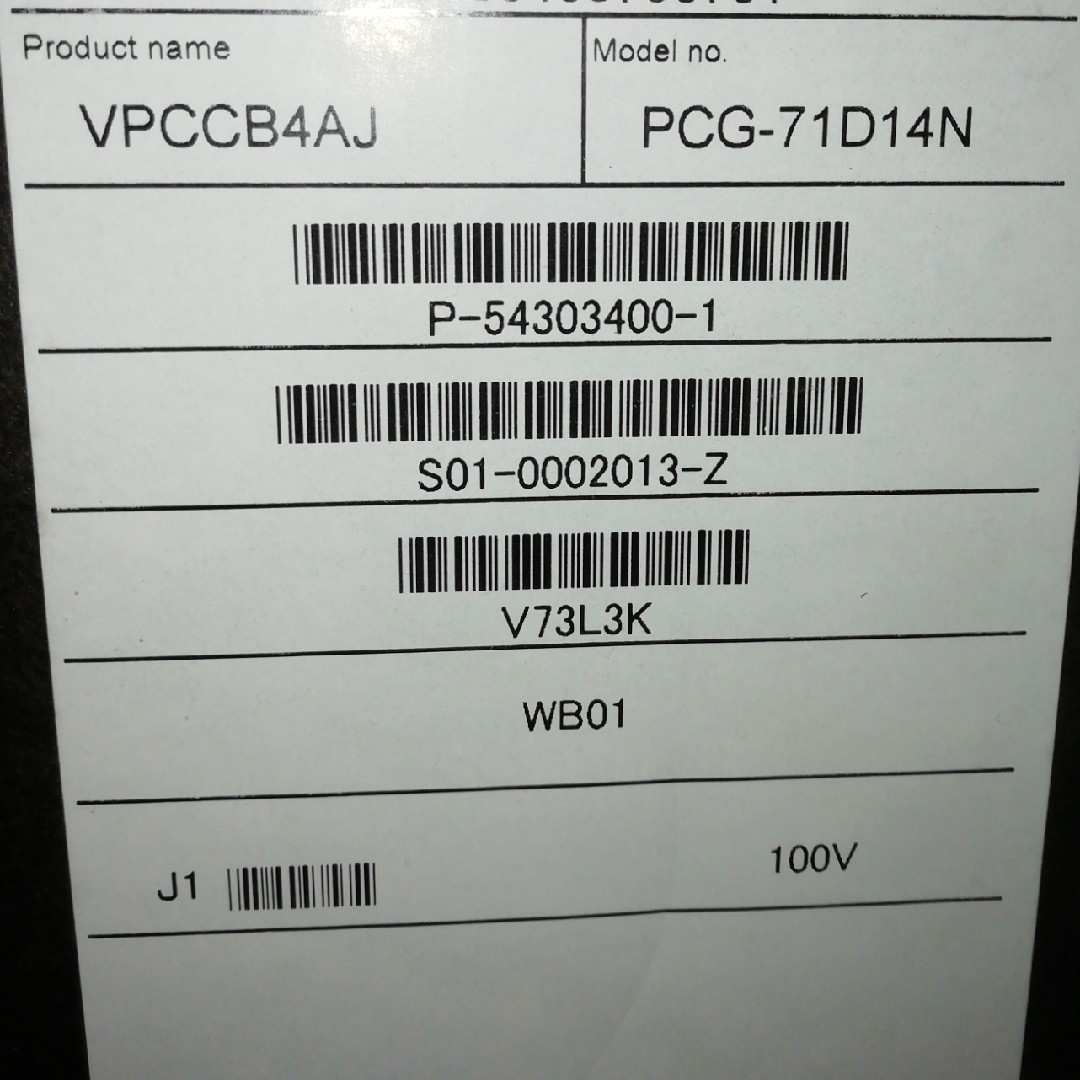 Product name
Model no.
VPCCB4AJ
PCG-71D14N
P-54303400-1
S01-0002013-Z
V73L3K
WB01
J1
100V